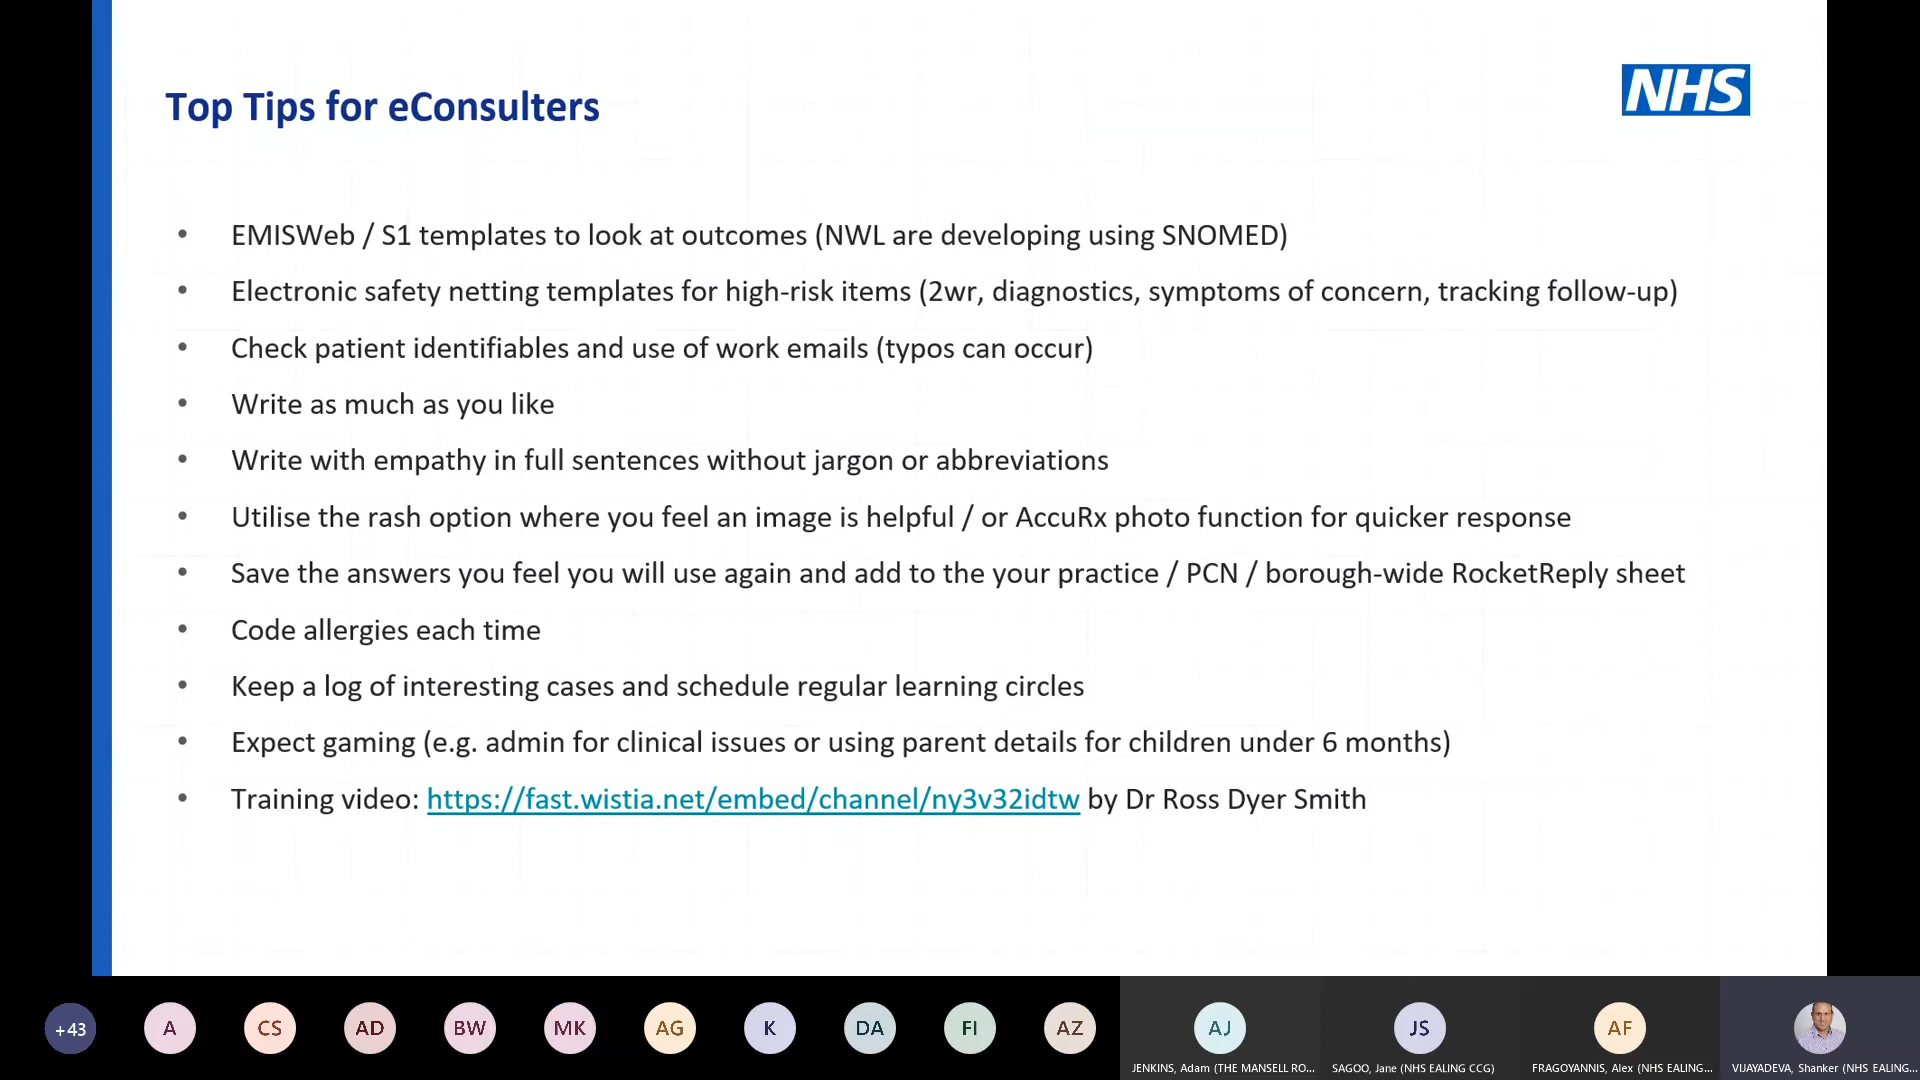 NHS
Top Tips for eConsulters
• EMISWeb / S1 templates to look at outcomes (NWL are developing using SNOMED)
• Electronic safety netting templates for high-risk items (2wr, diagnostics, symptoms of concern, tracking follow-up)
• Check patient identifiables and use of work emails (typos can occur)
• Write as much as you like
• Write with empathy in full sentences without jargon or abbreviations
• Utilise the rash option where you feel an image is helpful / or AccuRx photo function for quicker response
• Save the answers you feel you will use again and add to the your practice / PCN / borough-wide RocketReply sheet
• Code allergies each time
• Keep a log of interesting cases and schedule regular learning circles
• Expect gaming (e.g. admin for clinical issues or using parent details for children under 6 months)
• Training video: https://fast.wistia.net/embed/channel/ny3v32idtw by Dr Ross Dyer Smith
+43 A CS AD BW MK AG K DA FI AZ AJ JS AF
JENKINS, Adam (THE MANSELL RO... SAGOO, Jane (NHS EALING CCG) FRAGOYANNIS, Alex (NHS EALING... VIJAYADEVA, Shanker (NHS EALING...